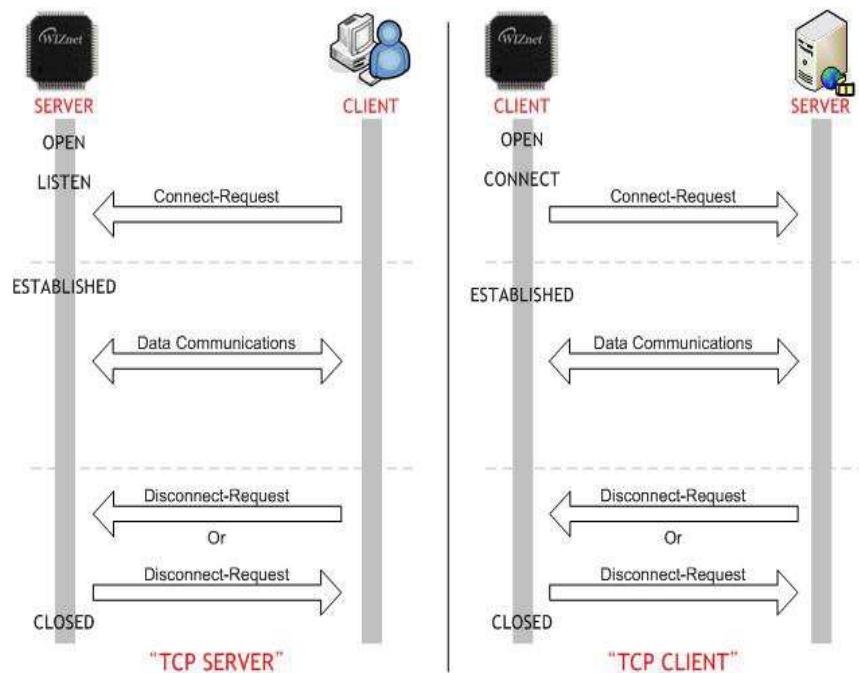 WIZnet
SERVER
CLIENT
OPEN
LISTEN
Connect-Request
ESTABLISHED
Data Communications
Disconnect-Request
Or
Disconnect-Request
CLOSED
"TCP SERVER"
WIZnet
CLIENT
SERVER
OPEN
CONNECT
Connect-Request
ESTABLISHED
Data Communications
Disconnect-Request
Or
Disconnect-Request
CLOSED
"TCP CLIENT"